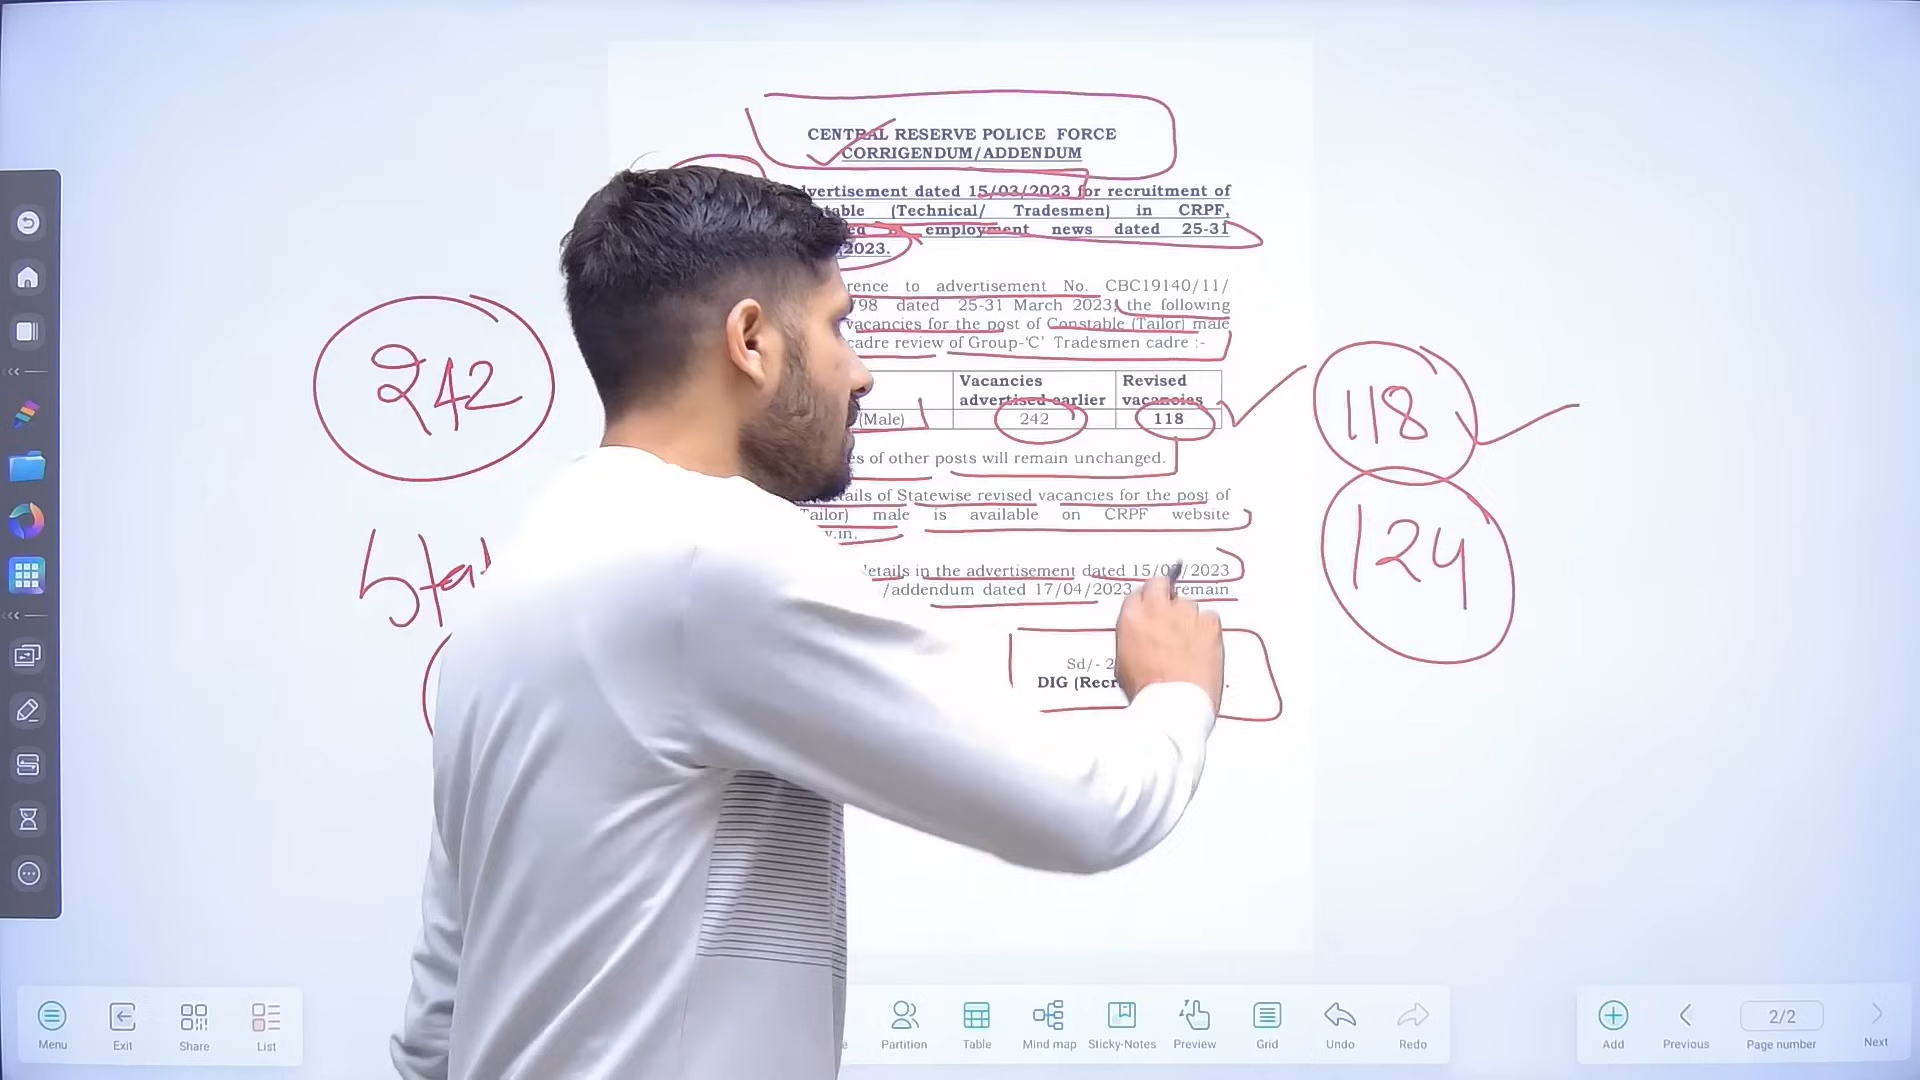 CENTRAL RESERVE POLICE FORCE
CORRIGENDUM/ADDENDUM
dvertisement dated 15/03/2023 for recruitment of
table (Technical/ Tradesmen) in CRPF,
ed employment news dated 25-31
2023.
rence to advertisement No. CBC19140/11/
/98 dated 25-31 March 2023, the following
vacancies for the post of Constable (Tailor) male
cadre review of Group-'C' Tradesmen cadre :-
Vacancies advertised earlier
Revised vacancies
(Male) 242 118
es of other posts will remain unchanged.
etails of Statewise revised vacancies for the post of
Tailor) male is available on CRPF website
v.in.
etails in the advertisement dated 15/03/2023
/addendum dated 17/04/2023 remain
Sd/- 2
DIG (Recr
242
118
124
Stat
Menu Exit Share List
Partition Table Mind map Sticky-Notes Preview Grid Undo Redo
Add Previous 2/2 Page number Next